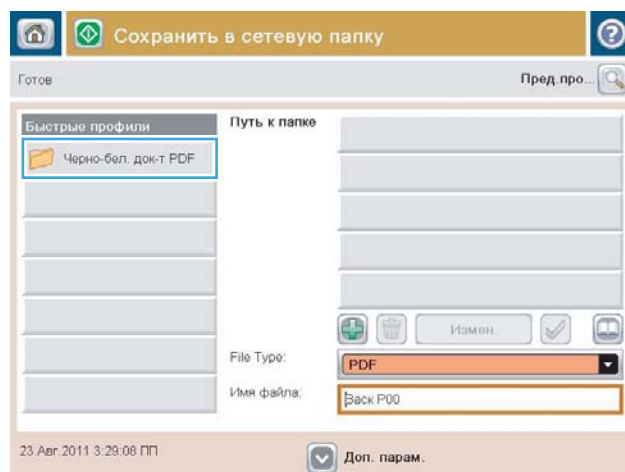 Сохранить в сетевую папку
Готов
Пред.про...
Быстрые профили
Путь к папке
Черно-бел. док-т PDF
Измен.
File Type:
PDF
Имя файла:
Васк P00
23 Авг 2011 3:29:08 ПП
Доп. парам.